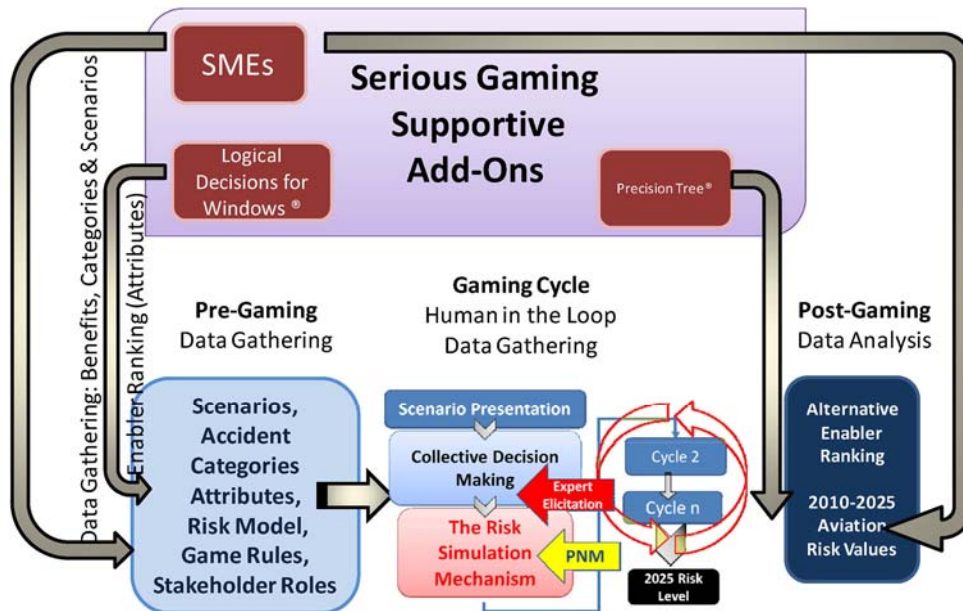 SMEs
Serious Gaming
Supportive
Add-Ons
Logical
Decisions for
Windows ®
Precision Tree®
Data Gathering: Benefits, Categories & Scenarios
Enabler Ranking (Attributes)
Pre-Gaming
Data Gathering
Gaming Cycle
Human in the Loop
Data Gathering
Post-Gaming
Data Analysis
Scenarios,
Accident
Categories
Attributes,
Risk Model,
Game Rules,
Stakeholder Roles
Scenario Presentation
Collective Decision
Making
Expert
Elicitation
The Risk
Simulation
Mechanism
PNM
Cycle 2
Cycle n
2025 Risk
Level
Alternative
Enabler
Ranking
2010-2025
Aviation
Risk Values